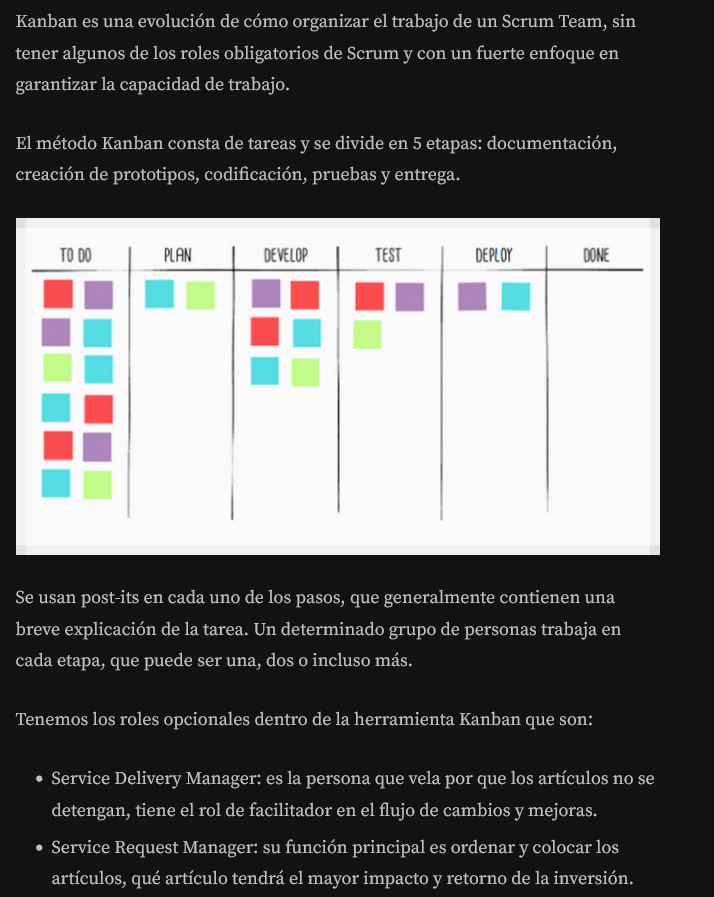 Kanban es una evolución de cómo organizar el trabajo de un Scrum Team, sin
tener algunos de los roles obligatorios de Scrum y con un fuerte enfoque en
garantizar la capacidad de trabajo.
El método Kanban consta de tareas y se divide en 5 etapas: documentación,
creación de prototipos, codificación, pruebas y entrega.
TO DO PLAN DEVELOP TEST DEPLOY DONE
Se usan post-its en cada uno de los pasos, que generalmente contienen una
breve explicación de la tarea. Un determinado grupo de personas trabaja en
cada etapa, que puede ser una, dos o incluso más.
Tenemos los roles opcionales dentro de la herramienta Kanban que son:
• Service Delivery Manager: es la persona que vela por que los artículos no se
detengan, tiene el rol de facilitador en el flujo de cambios y mejoras.
• Service Request Manager: su función principal es ordenar y colocar los
artículos, qué artículo tendrá el mayor impacto y retorno de la inversión.